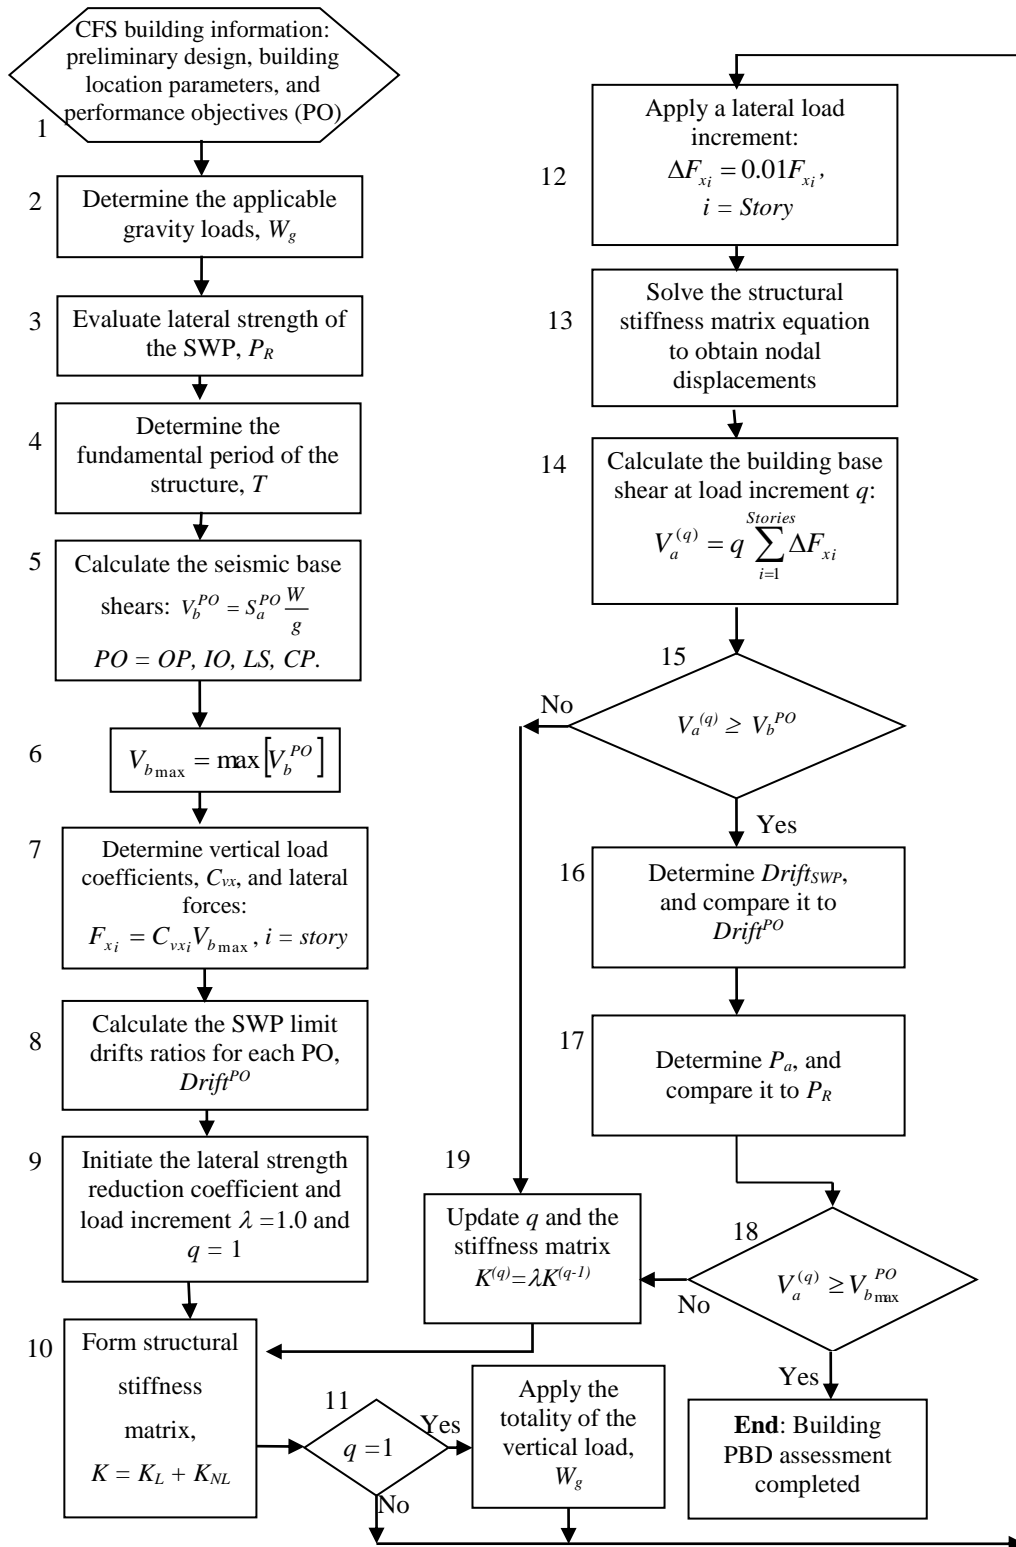 CFS building information:
preliminary design, building
location parameters, and
performance objectives (PO)
1
2
Determine the applicable
gravity loads, Wg
3
Evaluate lateral strength of
the SWP, PR
4
Determine the
fundamental period of the
structure, T
5
Calculate the seismic base
shears: V_b^PO = S_a^PO W/g
PO = OP, IO, LS, CP.
6
V_bmax = max[V_b^PO]
7
Determine vertical load
coefficients, Cvx, and lateral
forces:
F_xi = C_vxi V_bmax , i = story
8
Calculate the SWP limit
drifts ratios for each PO,
Drift^PO
9
Initiate the lateral strength
reduction coefficient and
load increment λ =1.0 and
q = 1
10
Form structural
stiffness
matrix,
K = K_L + K_NL
11
q =1
Yes
No
Apply the
totality of the
vertical load,
Wg
12
Apply a lateral load
increment:
ΔF_xi = 0.01F_xi ,
i = Story
13
Solve the structural
stiffness matrix equation
to obtain nodal
displacements
14
Calculate the building base
shear at load increment q:
V_a^(q) = q ∑_{i=1}^{Stories} ΔF_xi
15
V_a^(q) ≥ V_b^PO
No
Yes
16
Determine Drift_SWP,
and compare it to
Drift^PO
17
Determine Pa, and
compare it to PR
18
V_a^(q) ≥ V_bmax^PO
No
Yes
19
Update q and the
stiffness matrix
K^(q)=λK^(q-1)
End: Building
PBD assessment
completed